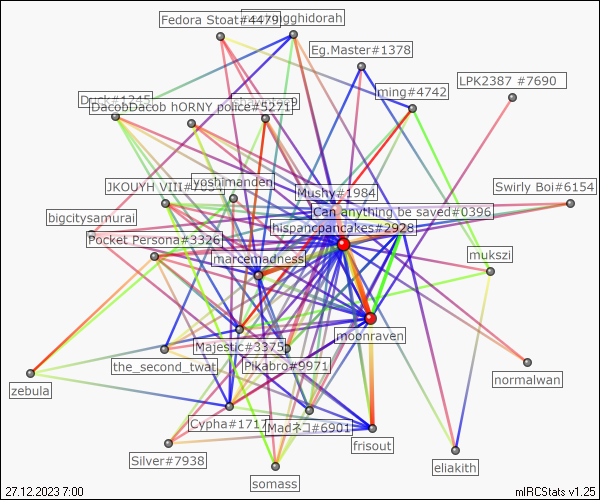 Fedora Stoat#4479
gghidorah
Eg.Master#1378
LPK2387 #7690
ming#4742
DacobDacob hORNY police#5271
JKOUYH VIII#
yoshimanden
Mushy#1984
Swirly Boi#6154
bigcitysamurai
Can anything be saved#0396
hispancpancakes#2928
Pocket Persona#3326
marcemadness
mukszi
moonraven
Majestic#3375
Pikabro#9971
the_second_twat
normalwan
zebula
Cypha#1717
Madネコ#6901
frisout
Silver#7938
eliakith
somass
27.12.2023 7:00
mIRCStats v1.25